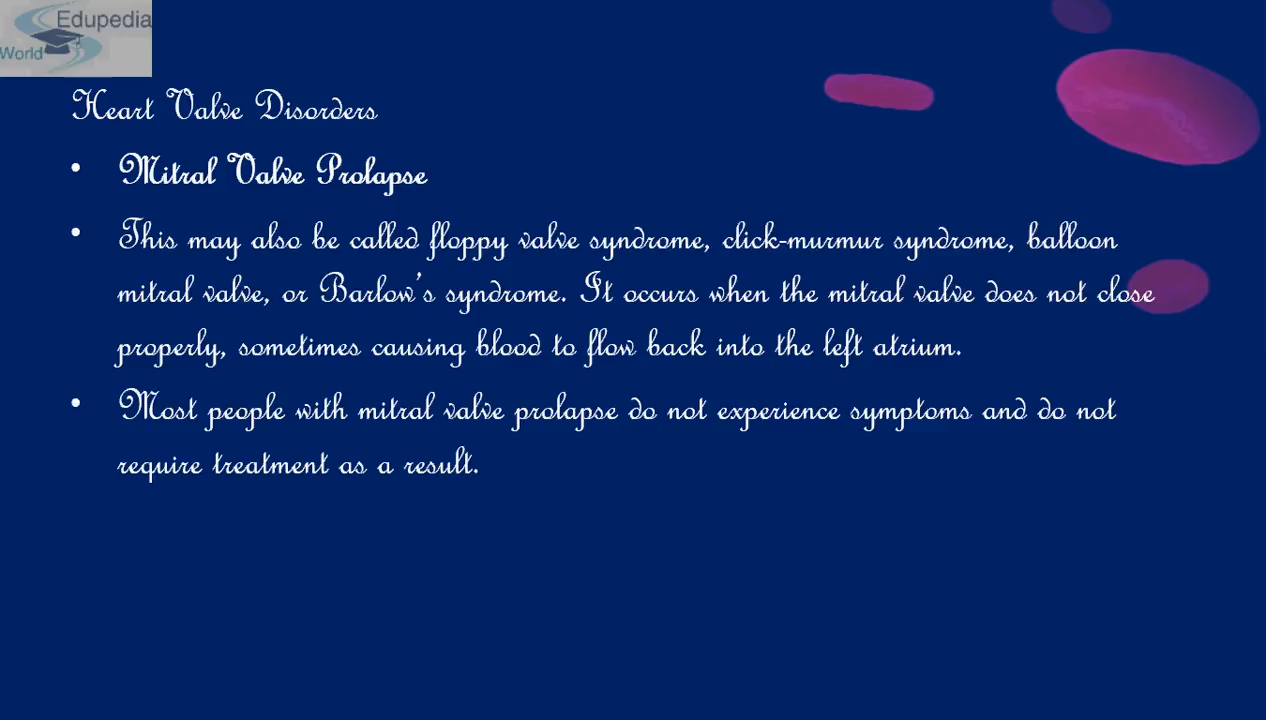 Edupedia
World
Heart Valve Disorders
• Mitral Valve Prolapse
• This may also be called floppy valve syndrome, click-murmur syndrome, balloon
mitral valve, or Barlow's syndrome. It occurs when the mitral valve does not close
properly, sometimes causing blood to flow back into the left atrium.
• Most people with mitral valve prolapse do not experience symptoms and do not
require treatment as a result.